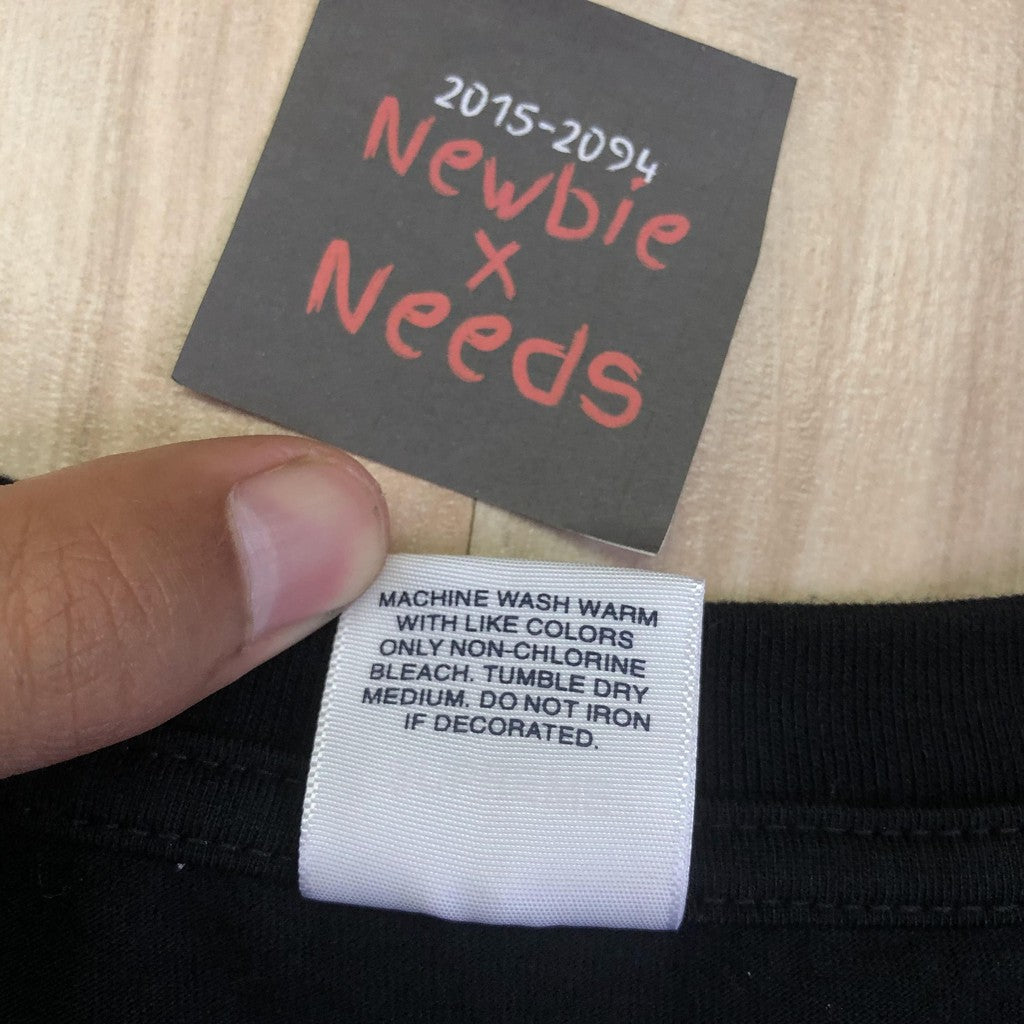 2015-2094
Newbie
x
Needs
MACHINE WASH WARM
WITH LIKE COLORS
ONLY NON-CHLORINE
BLEACH. TUMBLE DRY
MEDIUM. DO NOT IRON
IF DECORATED.